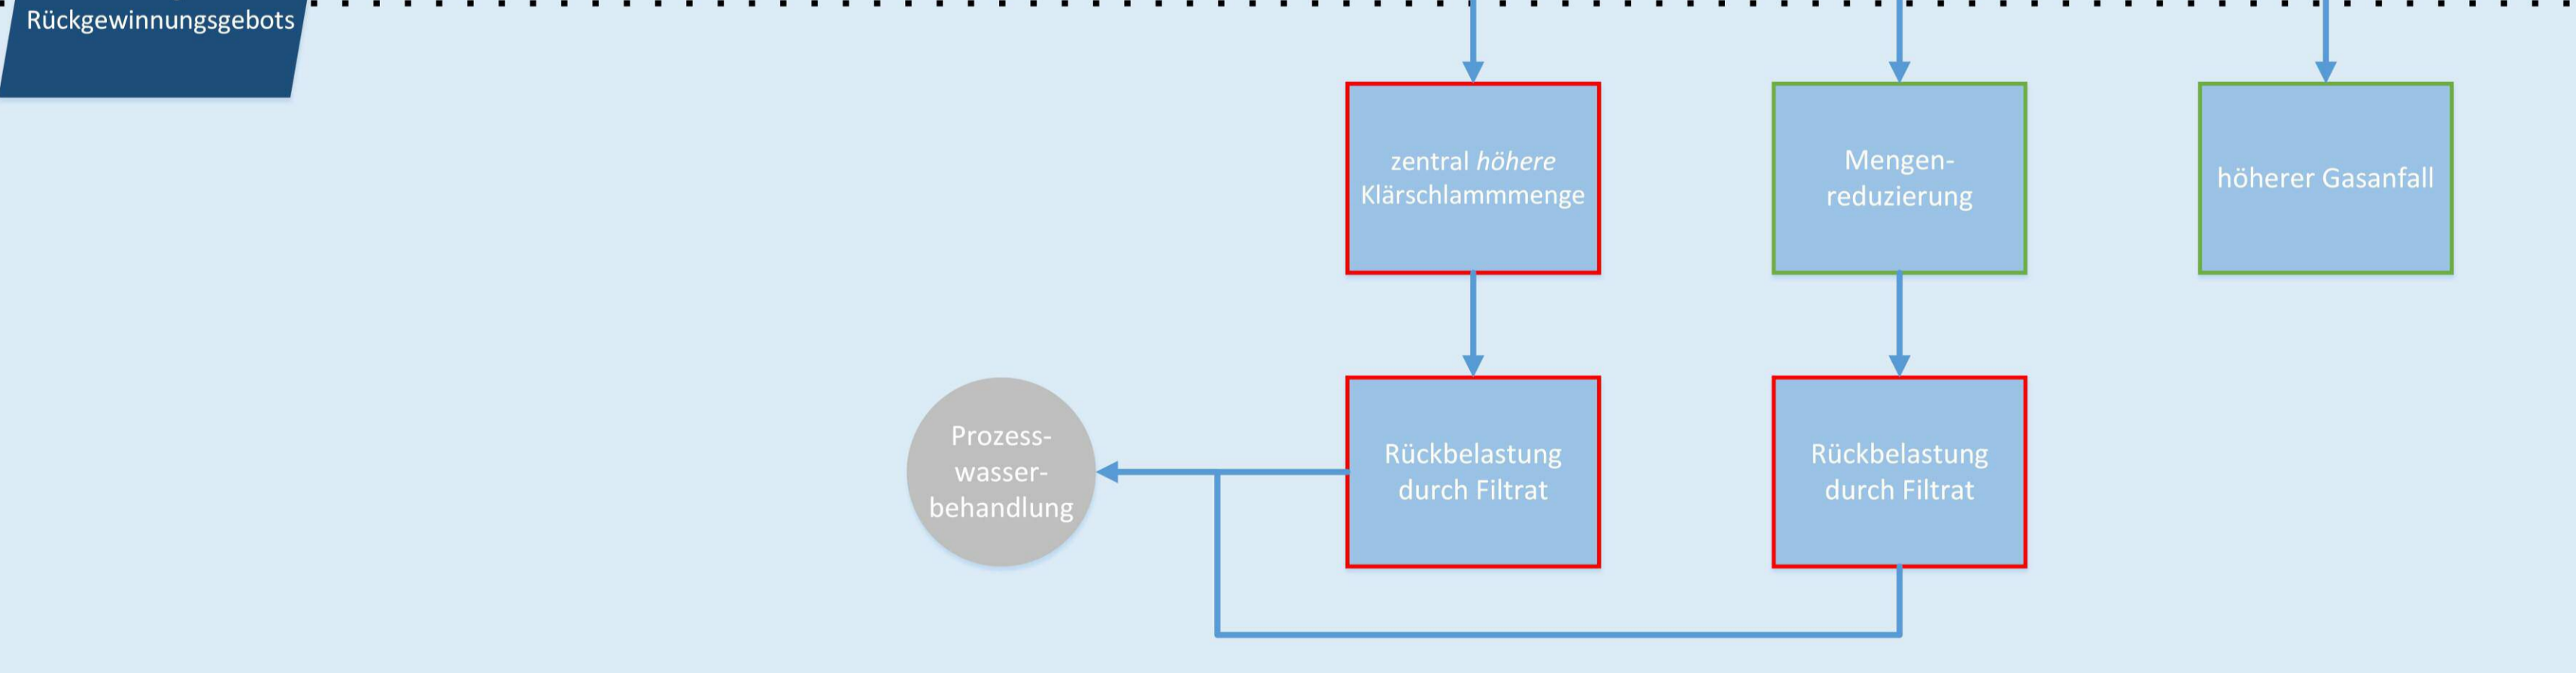 Rückgewinnungsgebots
zentral höhere
Klärschlammmenge
Mengen-
reduzierung
höherer Gasanfall
Prozess-
wasser-
behandlung
Rückbelastung
durch Filtrat
Rückbelastung
durch Filtrat